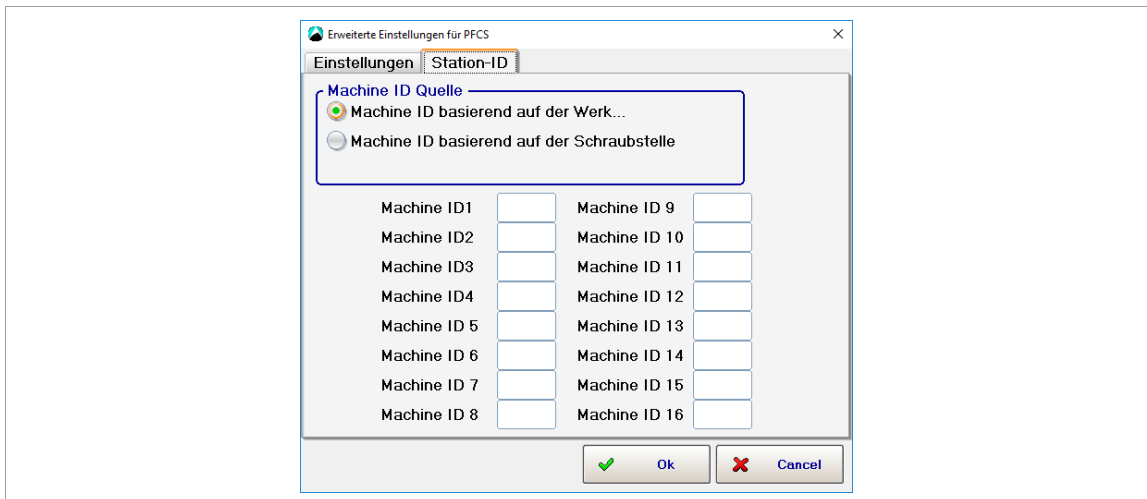 Erweiterte Einstellungen für PFCS
Einstellungen Station-ID
Machine ID Quelle
Machine ID basierend auf der Werk...
Machine ID basierend auf der Schraubstelle
Machine ID1 Machine ID 9
Machine ID2 Machine ID 10
Machine ID3 Machine ID 11
Machine ID4 Machine ID 12
Machine ID 5 Machine ID 13
Machine ID 6 Machine ID 14
Machine ID 7 Machine ID 15
Machine ID 8 Machine ID 16
Ok Cancel